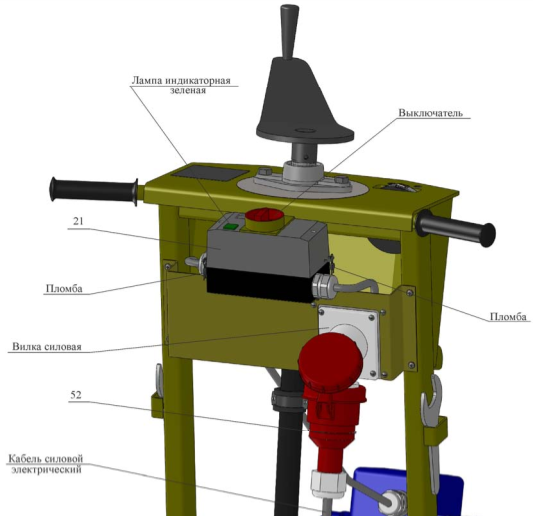 Лампа индикаторная
зеленая
Выключатель
21
Пломба
Пломба
Вилка силовая
52
Кабель силовой
электрический